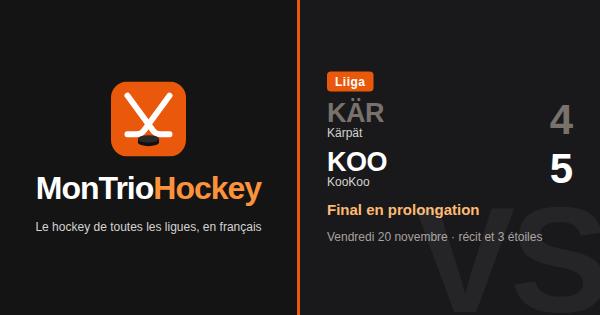 MonTrioHockey
Le hockey de toutes les ligues, en français
Liiga
KÄR 4
Kärpät
KOO 5
KooKoo
Final en prolongation
Vendredi 20 novembre · récit et 3 étoiles
VS